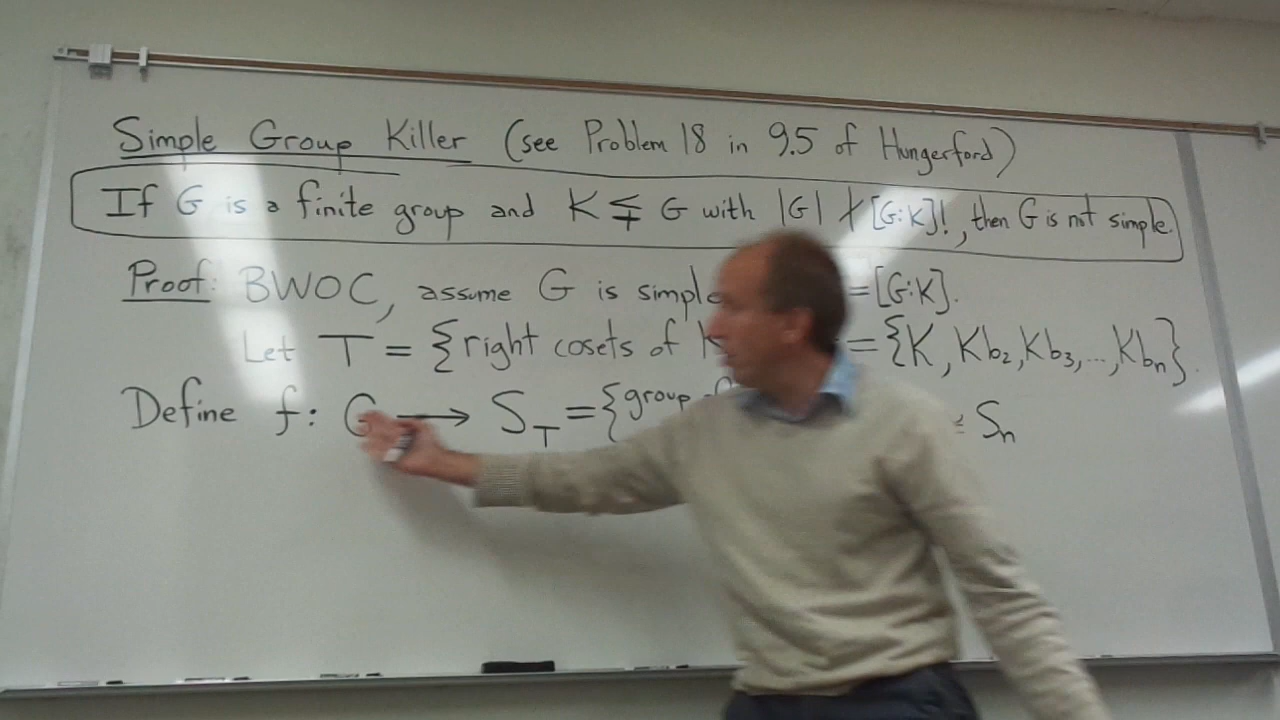 Simple Group Killer (see Problem 18 in 9.5 of Hungerford)
If G is a finite group and K ≨ G with |G| ∤ [G:K]!, then G is not simple.
Proof: BWOC, assume G is simple =[G:K].
Let T = {right cosets of K = {K, Kb₂, Kb₃, ..., Kbₙ}.
Define f: G → S_T = {group of Sₙ